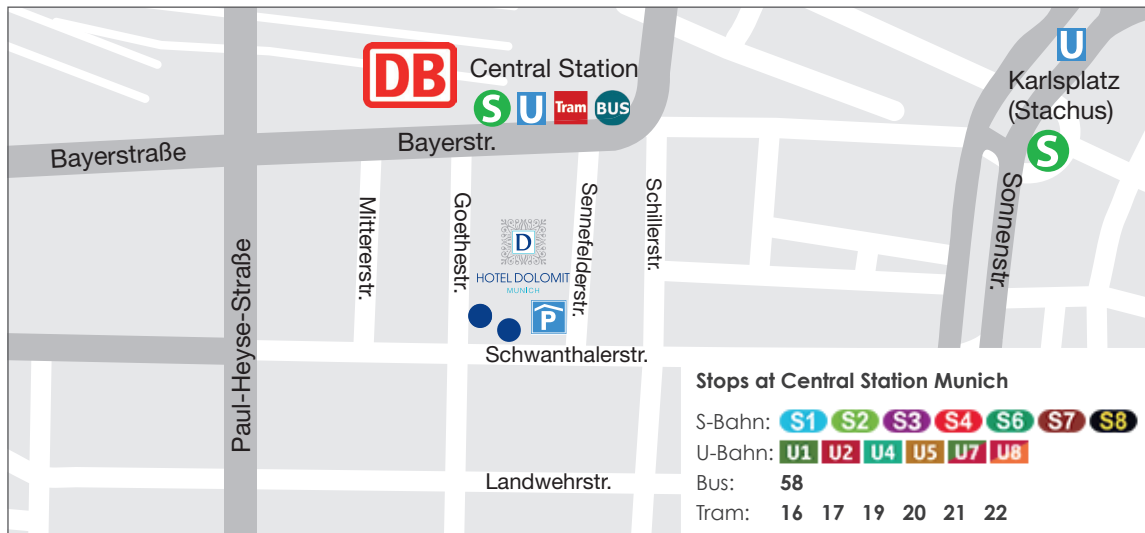 DB
Central Station
S U Tram BUS
U
Karlsplatz
(Stachus)
S
Bayerstraße
Bayerstr.
Paul-Heyse-Straße
Mittererstr.
Goethestr.
D
HOTEL DOLOMIT
MUNICH
P
Sennefelderstr.
Schillerstr.
Sonnenstr.
Schwanthalerstr.
Landwehrstr.
Stops at Central Station Munich
S-Bahn: S1 S2 S3 S4 S6 S7 S8
U-Bahn: U1 U2 U4 U5 U7 U8
Bus: 58
Tram: 16 17 19 20 21 22